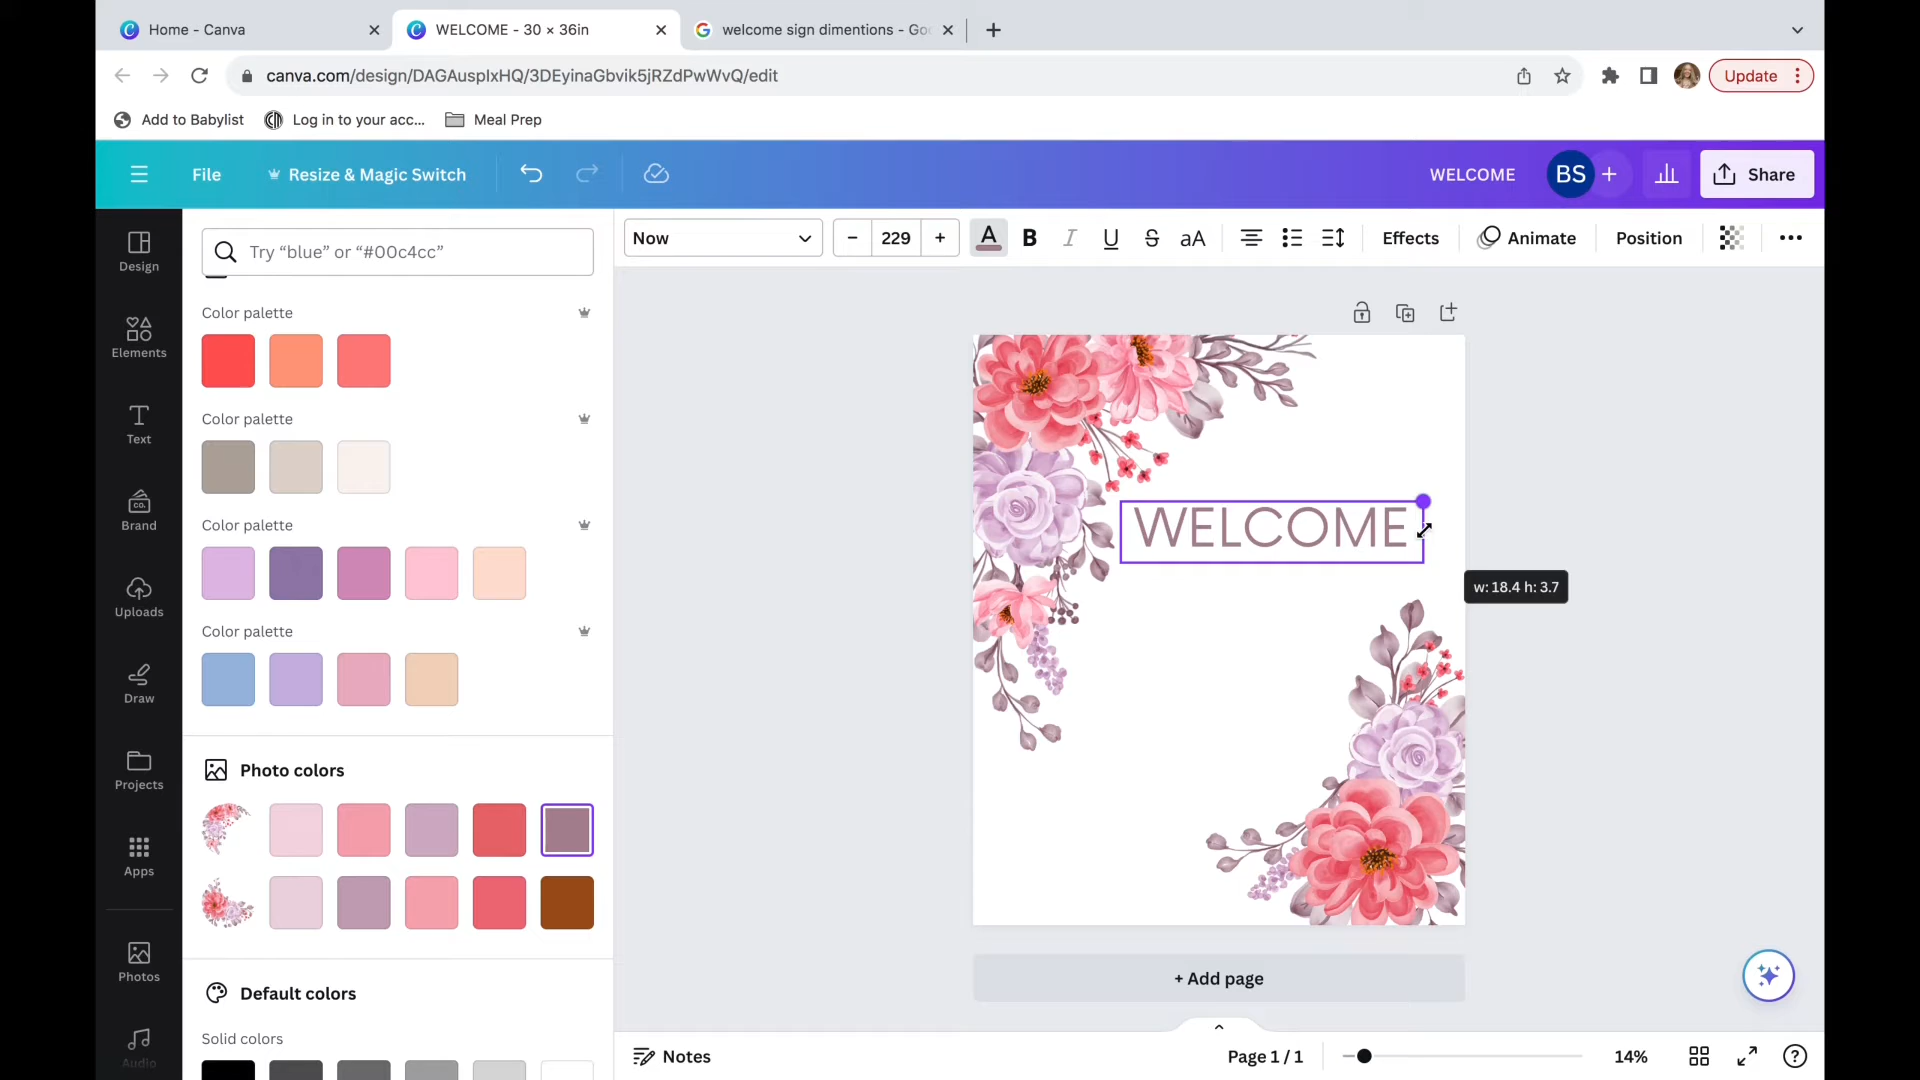 Home - Canva
WELCOME - 30 × 36in
welcome sign dimentions - Goo
canva.com/design/DAGAuspIxHQ/3DEyinaGbvik5jRZdPwWvQ/edit
Update
Add to Babylist
Log in to your acc...
Meal Prep
File
Resize & Magic Switch
WELCOME
BS
Share
Design
Elements
Text
Brand
Uploads
Draw
Projects
Apps
Photos
Audio
Try “blue” or “#00c4cc”
Color palette
Color palette
Color palette
Color palette
Photo colors
Default colors
Solid colors
Now
229
A
B
I
U
S
aA
Effects
Animate
Position
WELCOME
w: 18.4 h: 3.7
+ Add page
Notes
Page 1 / 1
14%